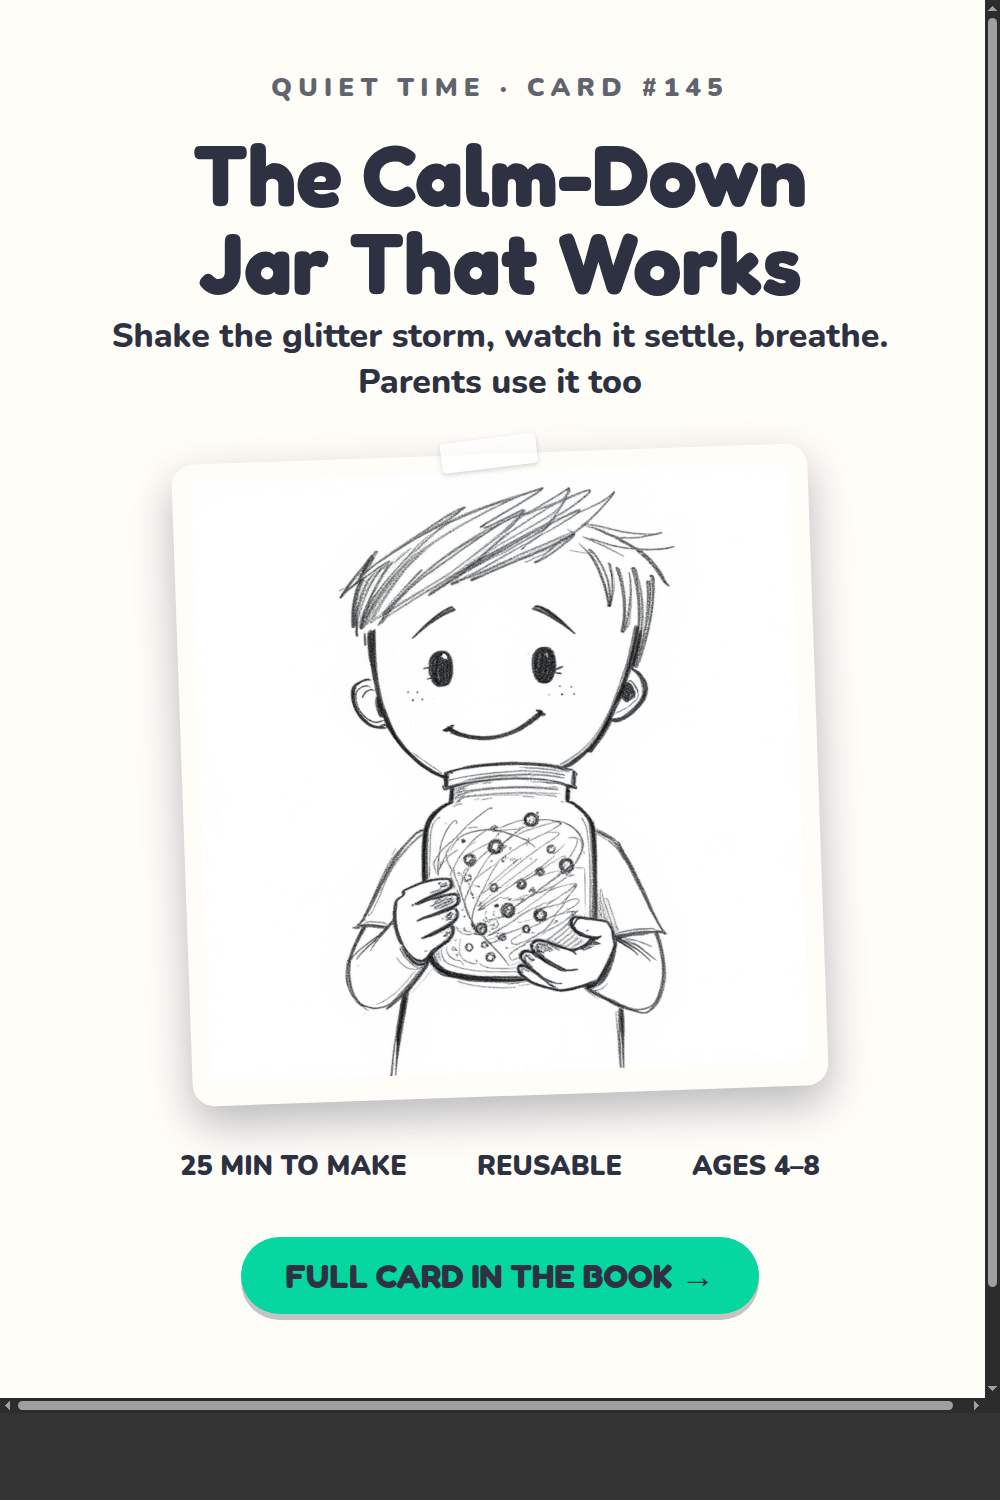 QUIET TIME · CARD #145
The Calm-Down
Jar That Works
Shake the glitter storm, watch it settle, breathe.
Parents use it too
25 MIN TO MAKE REUSABLE AGES 4–8
FULL CARD IN THE BOOK →